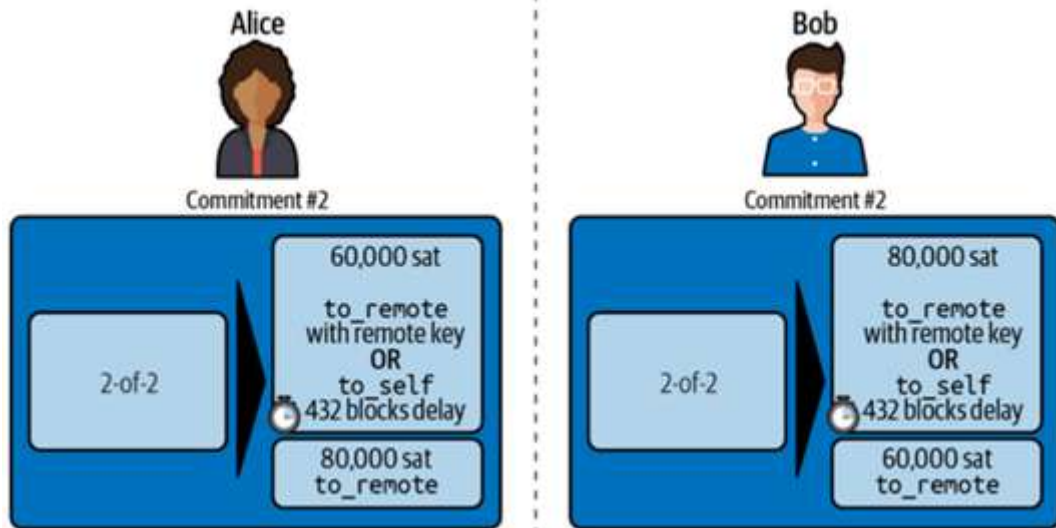 Alice
Commitment #2
2-of-2
60,000 sat
to_remote
with remote key
OR
to_self
432 blocks delay
80,000 sat
to_remote
Bob
Commitment #2
2-of-2
80,000 sat
to_remote
with remote key
OR
to_self
432 blocks delay
60,000 sat
to_remote